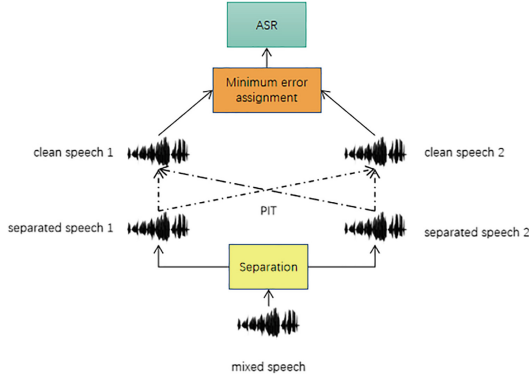 ASR
Minimum error
assignment
clean speech 1
clean speech 2
PIT
separated speech 1
separated speech 2
Separation
mixed speech